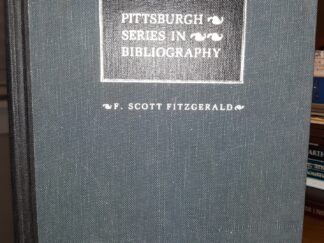 PITTSBURGH
SERIES IN
BIBLIOGRAPHY
F. SCOTT FITZGERALD